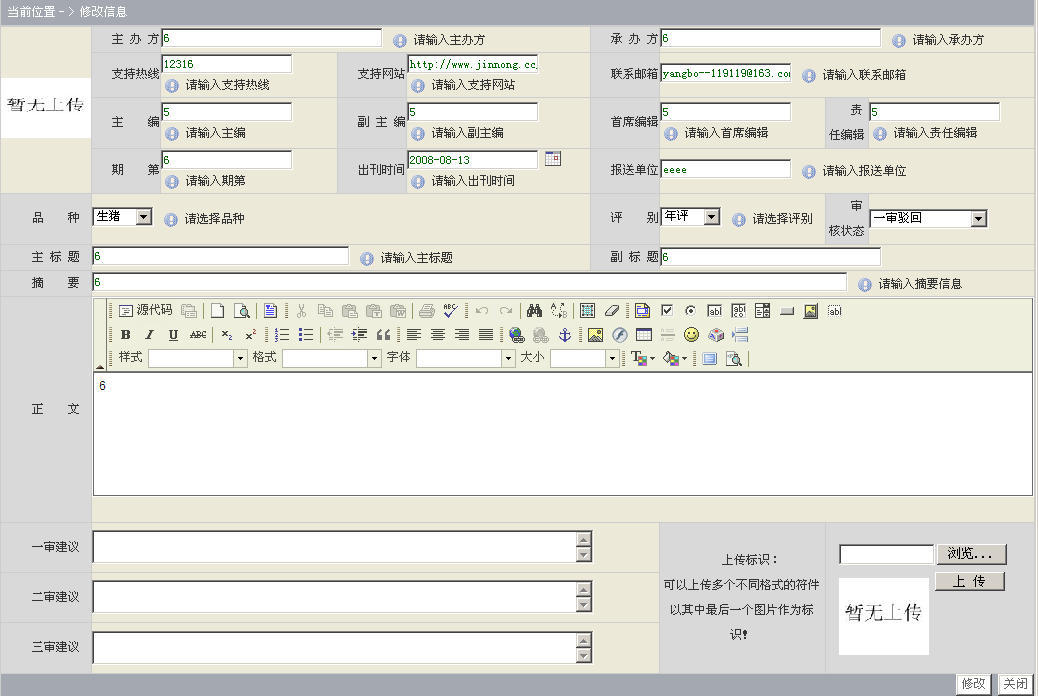 当前位置－> 修改信息
暂无上传
主 办 方 6 请输入主办方 承 办 方 6 请输入承办方
支持热线 12316 请输入支持热线
支持网站 http://www.jinnong.cc 请输入支持网站
联系邮箱 yangbo--119119@163.co 请输入联系邮箱
主 编 5 请输入主编
副 主 编 5 请输入副主编
首席编辑 5 请输入首席编辑
责任编辑 5 请输入责任编辑
期 第 6 请输入期第
出刊时间 2008-08-13 请输入出刊时间
报送单位 eeee 请输入报送单位
品 种 生猪 请选择品种
评 别 年评 请选择评别
审核状态 一审驳回
主 标 题 6 请输入主标题
副 标 题 6
摘 要 6 请输入摘要信息
源代码
B I U ABC x₂ x²
样式 格式 字体 大小
正 文
6
一审建议
二审建议
三审建议
上传标识：
可以上传多个不同格式的符件
以其中最后一个图片作为标
识!
浏览...
上 传
暂无上传
修改 关闭